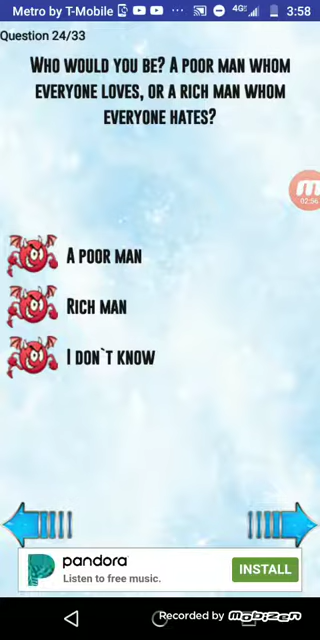 Metro by T-Mobile 4G 3:58
Question 24/33
Who would you be? A poor man whom
everyone loves, or a rich man whom
everyone hates?
02:56
A poor man
Rich man
I don`t know
pandora
Listen to free music.
INSTALL
Recorded by mobizen